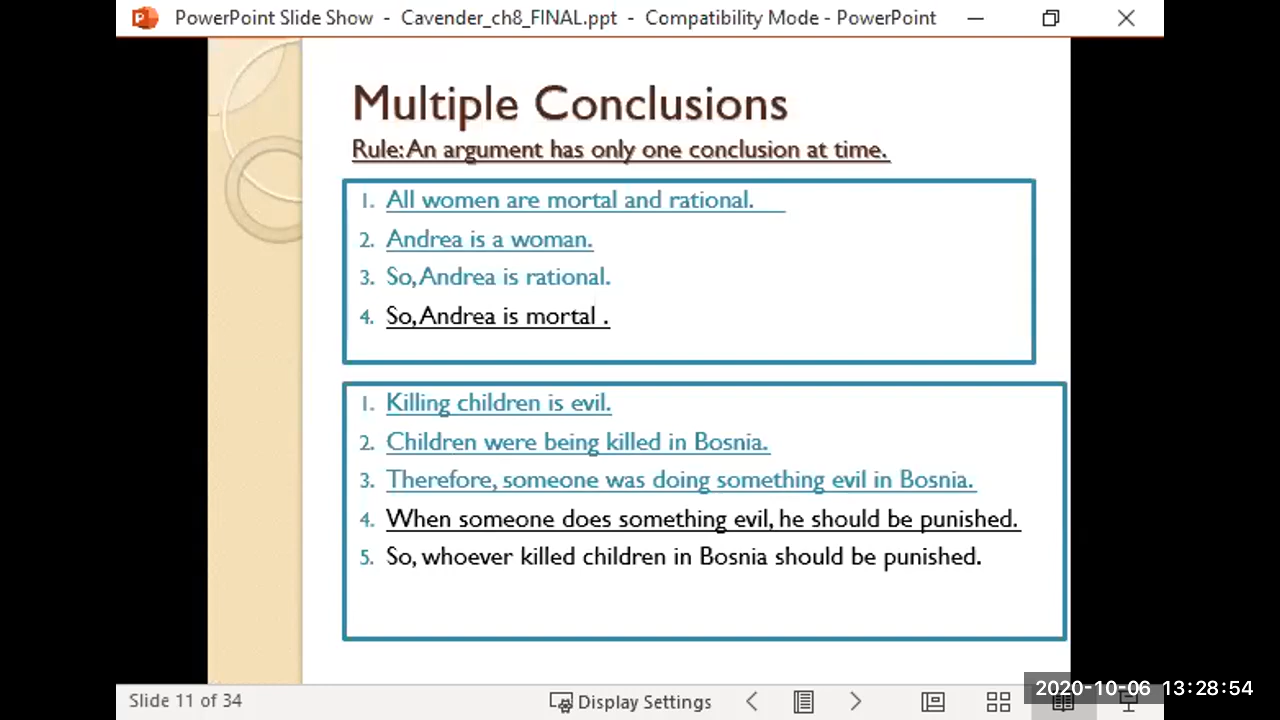 PowerPoint Slide Show - Cavender_ch8_FINAL.ppt - Compatibility Mode - PowerPoint
Multiple Conclusions
Rule: An argument has only one conclusion at time.
1. All women are mortal and rational.
2. Andrea is a woman.
3. So, Andrea is rational.
4. So, Andrea is mortal .
1. Killing children is evil.
2. Children were being killed in Bosnia.
3. Therefore, someone was doing something evil in Bosnia.
4. When someone does something evil, he should be punished.
5. So, whoever killed children in Bosnia should be punished.
Slide 11 of 34
Display Settings
2020-10-06 13:28:54